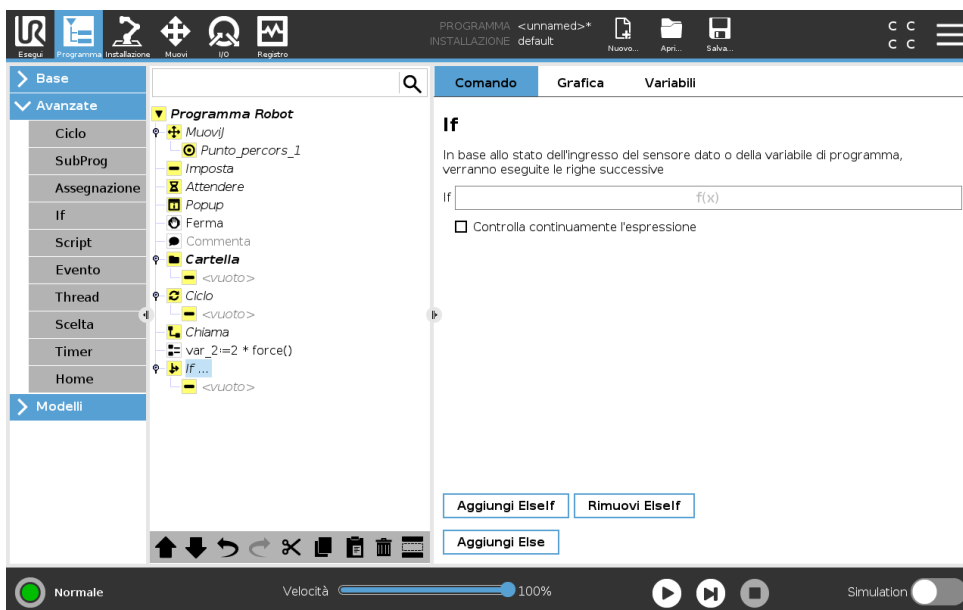 PROGRAMMA <unnamed>*
INSTALLAZIONE default
Esegui Programma Installazione Muovi I/O Registro Nuovo... Apri... Salva...
C C
C C
Base
Avanzate
Ciclo
SubProg
Assegnazione
If
Script
Evento
Thread
Scelta
Timer
Home
Modelli
Programma Robot
MuoviJ
Punto_percors_1
Imposta
Attendere
Popup
Ferma
Commenta
Cartella
<vuoto>
Ciclo
<vuoto>
Chiama
var_2:=2 * force()
If ...
<vuoto>
Comando Grafica Variabili
If
In base allo stato dell'ingresso del sensore dato o della variabile di programma,
verranno eseguite le righe successive
If f(x)
Controlla continuamente l'espressione
Aggiungi ElseIf Rimuovi ElseIf
Aggiungi Else
Normale Velocità 100% Simulation